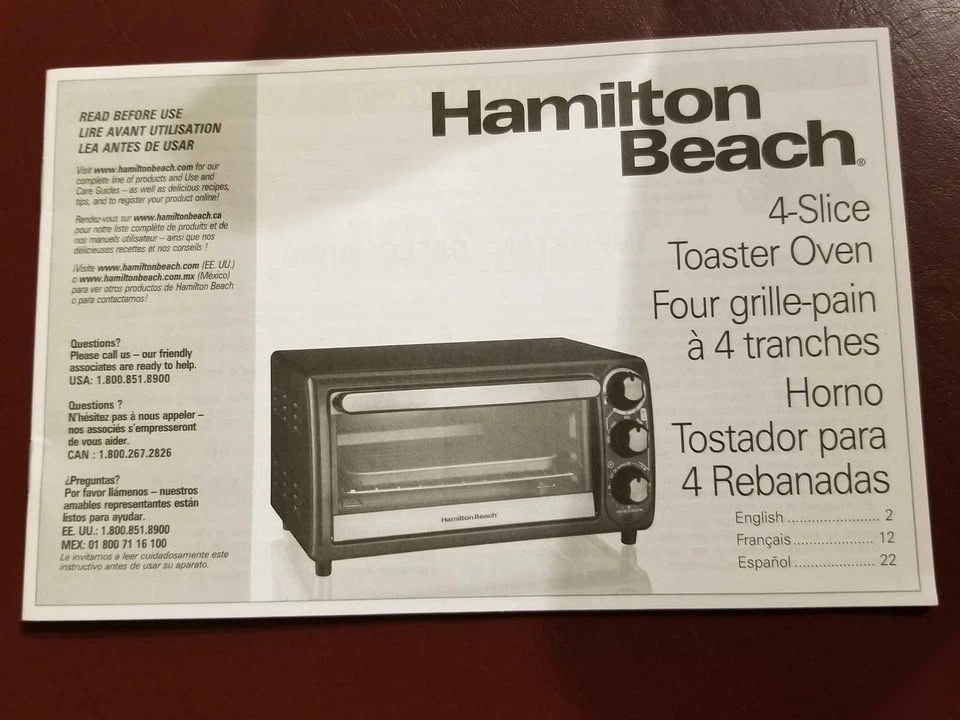 READ BEFORE USE
LIRE AVANT UTILISATION
LEA ANTES DE USAR
Visit www.hamiltonbeach.com for our
complete line of products and Use and
Care Guides – as well as delicious recipes,
tips, and to register your product online!
Rendez-vous sur www.hamiltonbeach.ca
pour notre liste complète de produits et de
nos manuels utilisateur – ainsi que nos
délicieuses recettes et nos conseils !
¡Visite www.hamiltonbeach.com (EE. UU.)
o www.hamiltonbeach.com.mx (México)
para ver otros productos de Hamilton Beach
o para contactarnos!
Questions?
Please call us – our friendly
associates are ready to help.
USA: 1.800.851.8900
Questions ?
N'hésitez pas à nous appeler –
nos associés s'empresseront
de vous aider.
CAN : 1.800.267.2826
¿Preguntas?
Por favor llámenos – nuestros
amables representantes están
listos para ayudar.
EE. UU.: 1.800.851.8900
MEX: 01 800 71 16 100
Le invitamos a leer cuidadosamente este
instructivo antes de usar su aparato.
Hamilton
Beach®
4-Slice
Toaster Oven
Four grille-pain
à 4 tranches
Horno
Tostador para
4 Rebanadas
English ....................... 2
Français.................... 12
Español .................... 22
Hamilton Beach